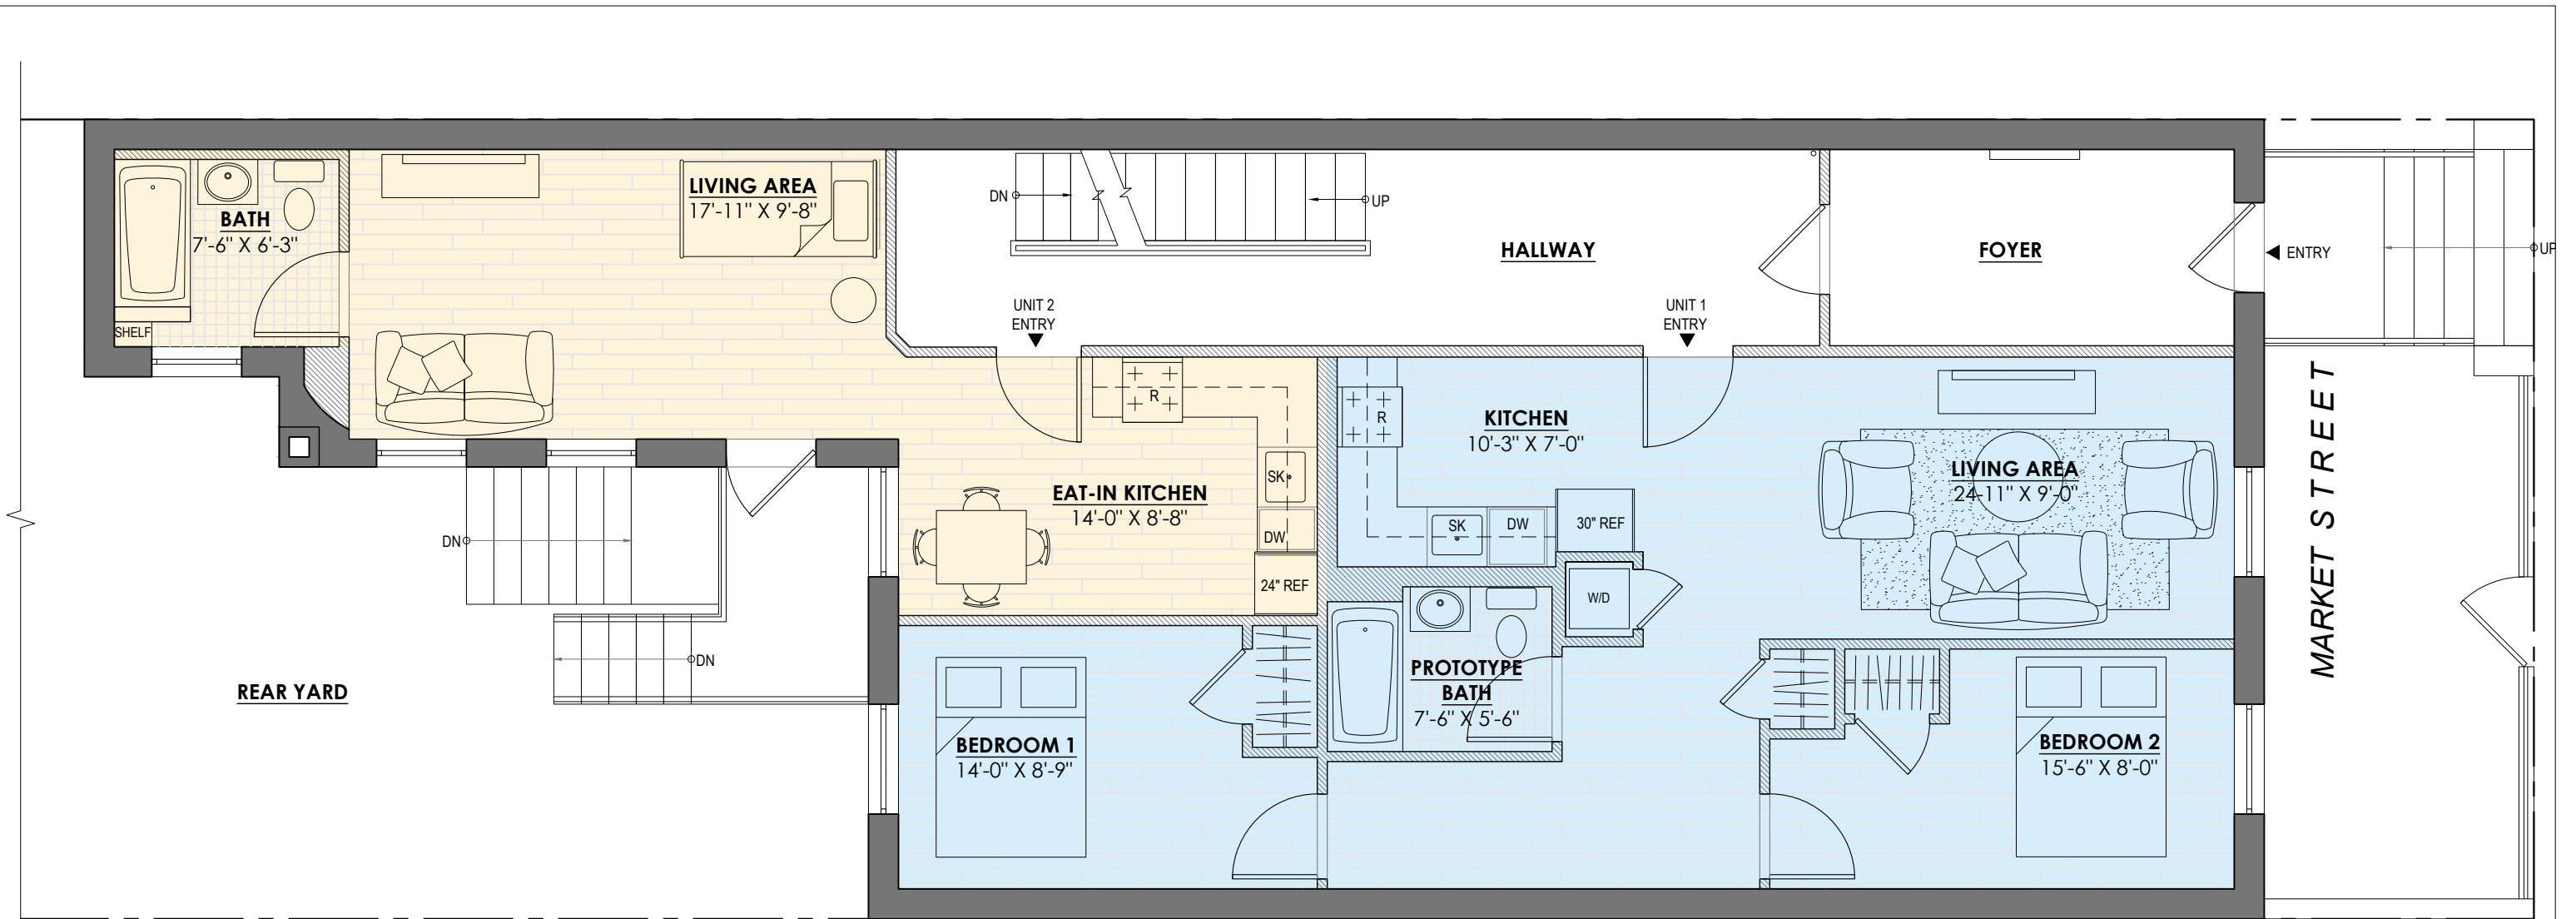 BATH
7'-6" X 6'-3"
SHELF
LIVING AREA
17'-11" X 9'-8"
DN
UP
HALLWAY
FOYER
ENTRY
UP
UNIT 2
ENTRY
UNIT 1
ENTRY
R
SK
DW
24" REF
EAT-IN KITCHEN
14'-0" X 8'-8"
R
KITCHEN
10'-3" X 7'-0"
SK
DW
30" REF
W/D
LIVING AREA
24-11" X 9'-0"
MARKET STREET
DN
DN
REAR YARD
BEDROOM 1
14'-0" X 8'-9"
PROTOTYPE
BATH
7'-6" X 5'-6"
BEDROOM 2
15'-6" X 8'-0"